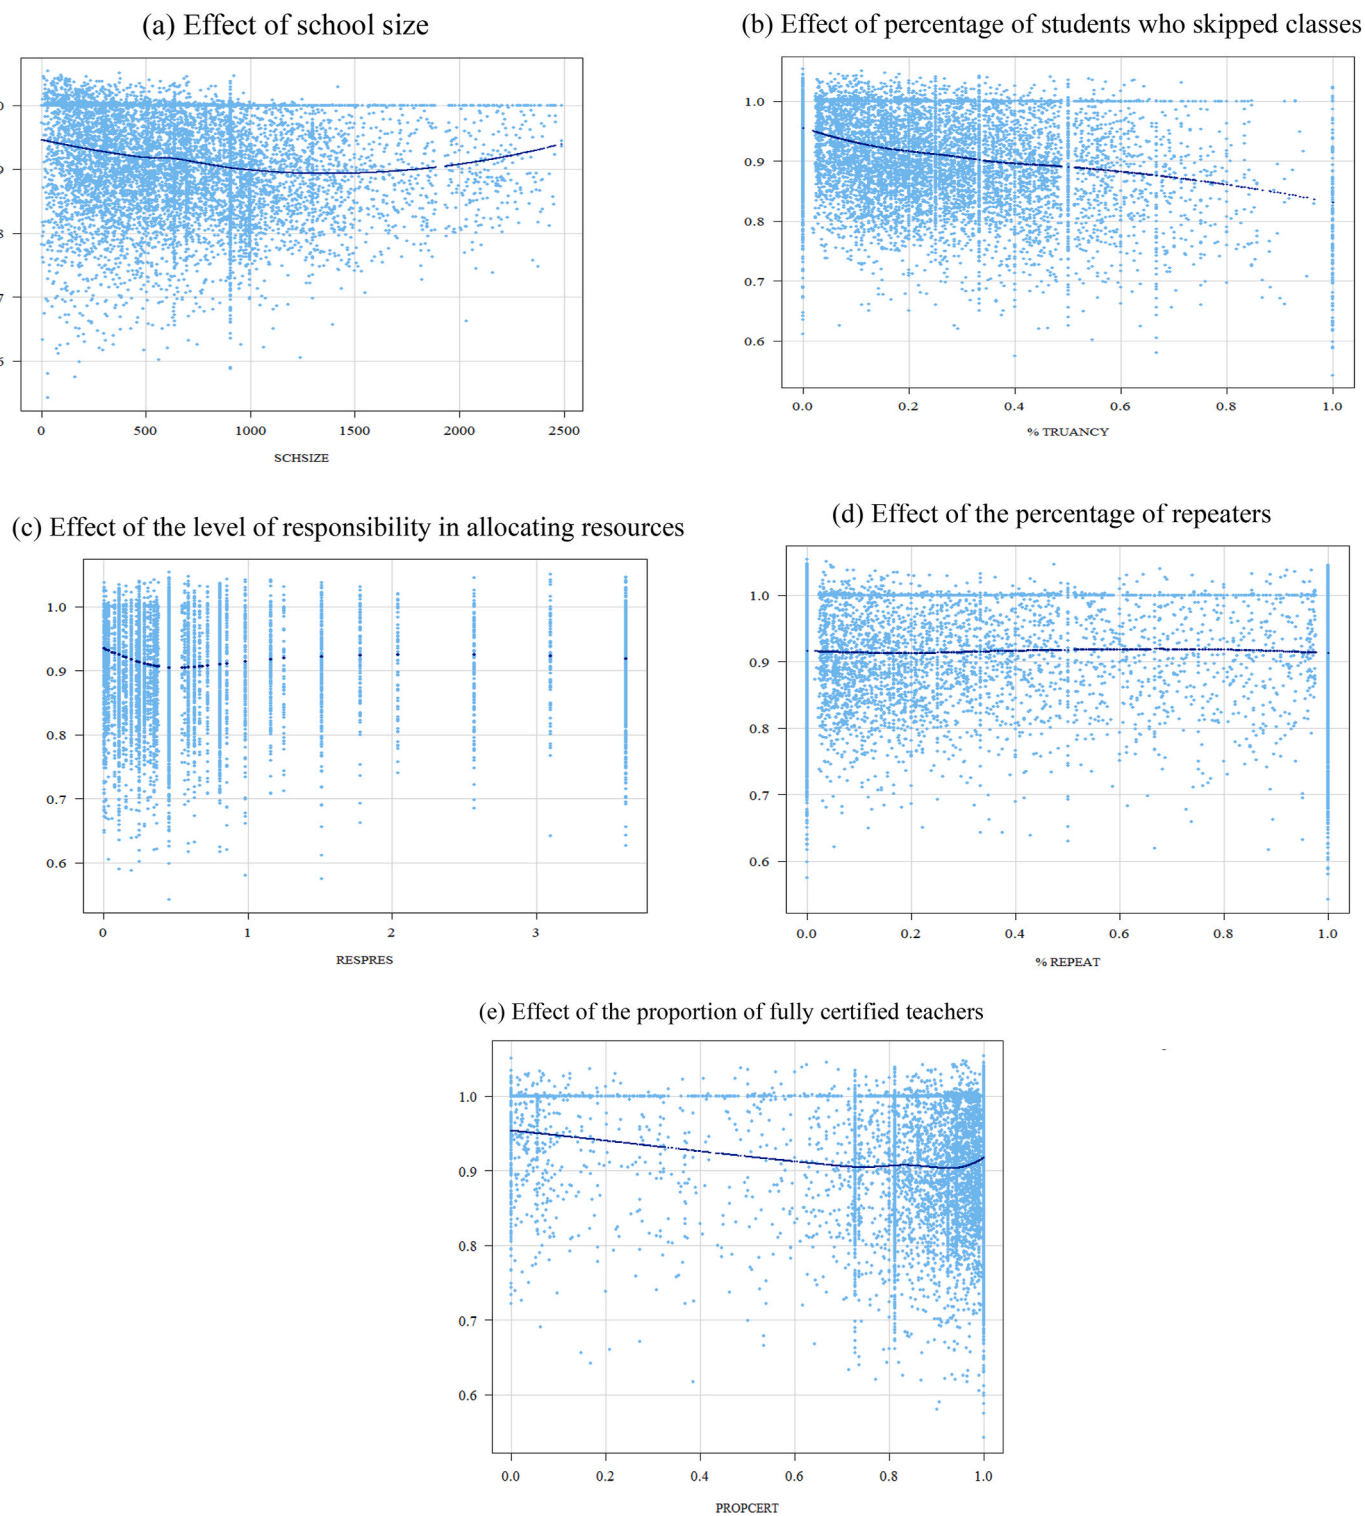 (a) Effect of school size
(b) Effect of percentage of students who skipped classes
0
9
8
7
6
0 500 1000 1500 2000 2500
SCHSIZE
1.0
0.9
0.8
0.7
0.6
0.0 0.2 0.4 0.6 0.8 1.0
% TRUANCY
(c) Effect of the level of responsibility in allocating resources
(d) Effect of the percentage of repeaters
1.0
0.9
0.8
0.7
0.6
0 1 2 3
RESPRES
1.0
0.9
0.8
0.7
0.6
0.0 0.2 0.4 0.6 0.8 1.0
% REPEAT
(e) Effect of the proportion of fully certified teachers
1.0
0.9
0.8
0.7
0.6
0.0 0.2 0.4 0.6 0.8 1.0
PROPCERT